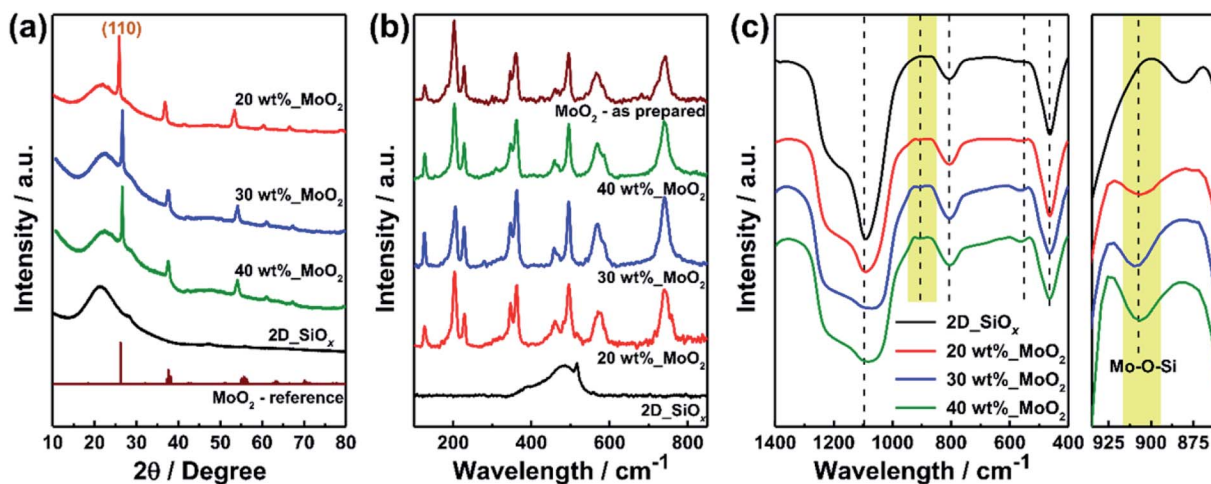 (a)
(110)
20 wt%_MoO₂
30 wt%_MoO₂
40 wt%_MoO₂
2D_SiOₓ
MoO₂ - reference
Intensity / a.u.
10 20 30 40 50 60 70 80
2θ / Degree
(b)
MoO₂ - as prepared
40 wt%_MoO₂
30 wt%_MoO₂
20 wt%_MoO₂
2D_SiOₓ
Intensity / a.u.
200 400 600 800
Wavelength / cm⁻¹
(c)
Intensity / a.u.
2D_SiOₓ
20 wt%_MoO₂
30 wt%_MoO₂
40 wt%_MoO₂
1400 1200 1000 800 600 400
Mo-O-Si
925 900 875
Wavelength / cm⁻¹